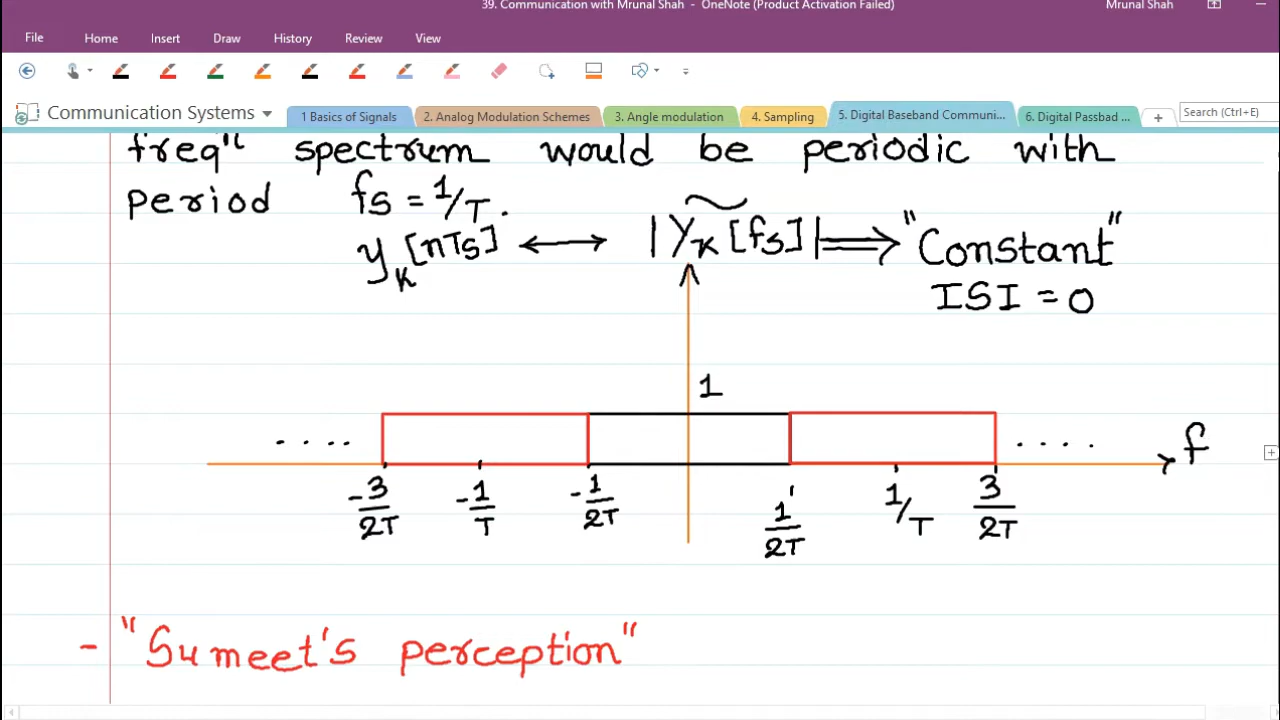 39. Communication with Mrunal Shah - OneNote (Product Activation Failed)
Mrunal Shah
File Home Insert Draw History Review View
Communication Systems
1 Basics of Signals
2. Analog Modulation Schemes
3. Angle modulation
4. Sampling
5. Digital Baseband Communi...
6. Digital Passbad ...
Search (Ctrl+E)
freqn spectrum would be periodic with
period fs = 1/T.
yK[nTs] ↔ |YK[fs]| ⟹ "Constant"
ISI = 0
1
.... .... f
-3/2T -1/T -1/2T 1/2T 1/T 3/2T
- "Sumeet's perception"